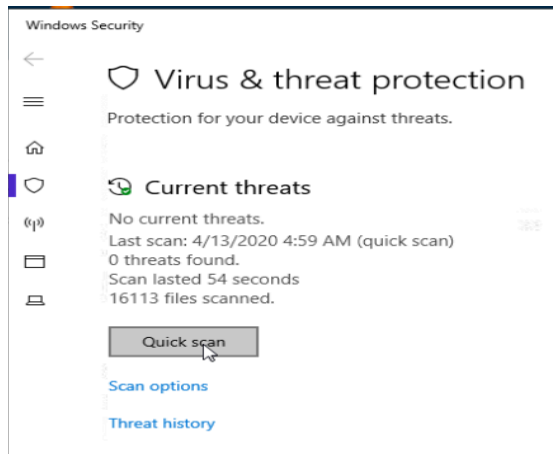 Windows Security
Virus & threat protection
Protection for your device against threats.
Current threats
No current threats.
Last scan: 4/13/2020 4:59 AM (quick scan)
0 threats found.
Scan lasted 54 seconds
16113 files scanned.
Quick scan
Scan options
Threat history